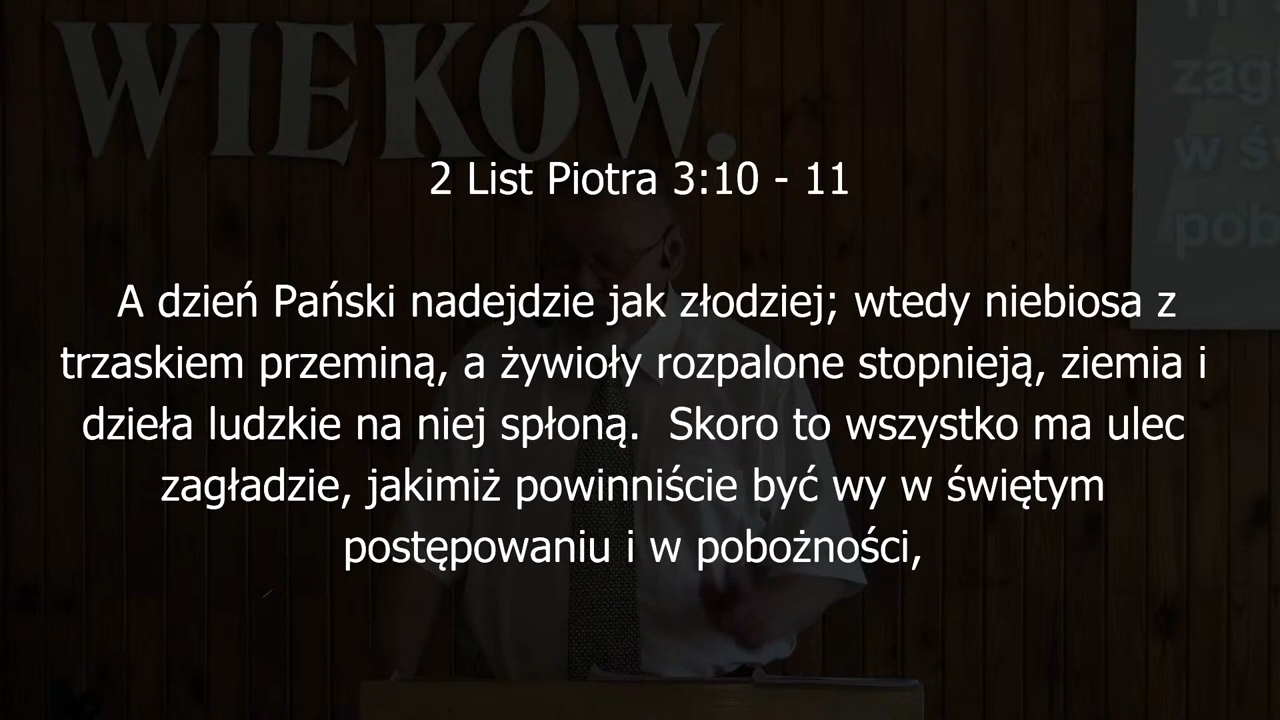 WIEKÓW.
zag
w ś
pob
2 List Piotra 3:10 - 11
A dzień Pański nadejdzie jak złodziej; wtedy niebiosa z
trzaskiem przeminą, a żywioły rozpalone stopnieją, ziemia i
dzieła ludzkie na niej spłoną.  Skoro to wszystko ma ulec
zagładzie, jakimiż powinniście być wy w świętym
postępowaniu i w pobożności,